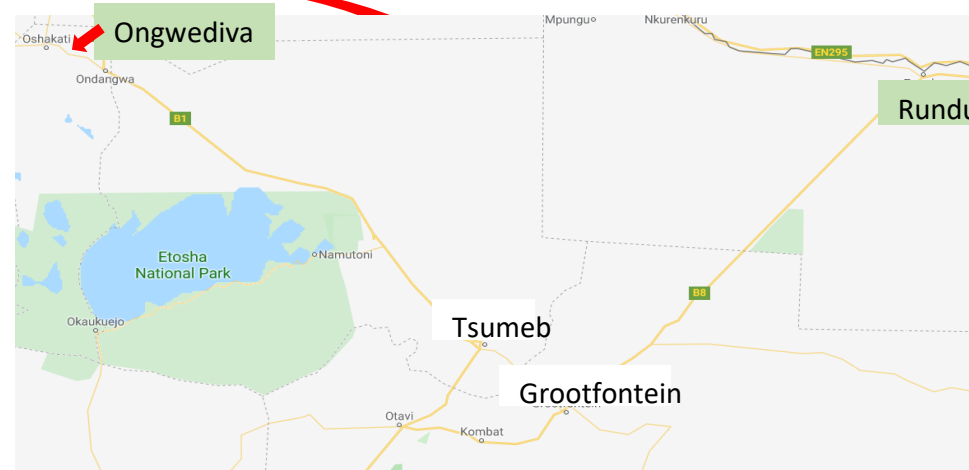 Mpungu
Nkurenkuru
Ongwediva
Oshakati
EN295
Ondangwa
Rundu
B1
Etosha
National Park
Namutoni
B8
Okaukuejo
Tsumeb
Grootfontein
Otavi
Kombat